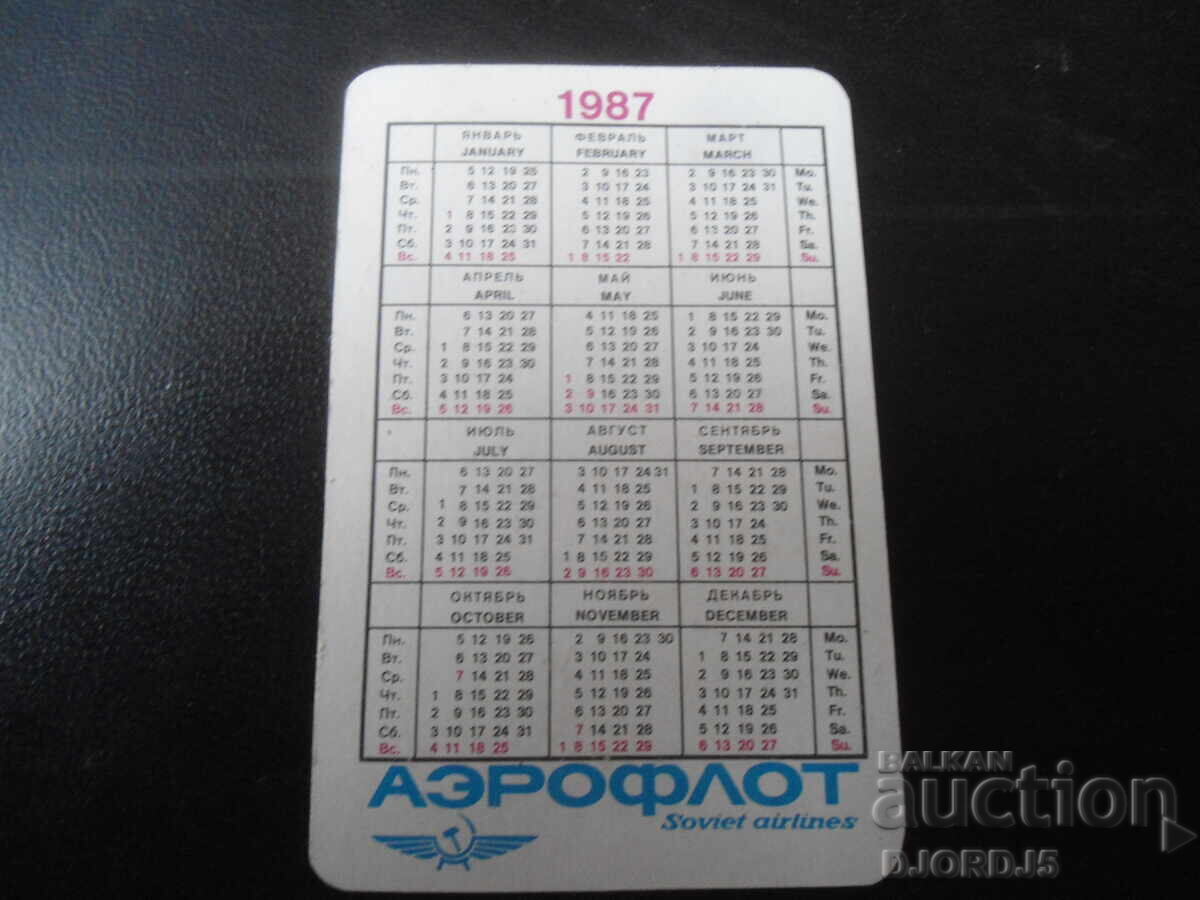 1987
ЯНВАРЬ ФЕВРАЛЬ МАРТ
JANUARY FEBRUARY MARCH
Пн. 5 12 19 26 2 9 16 23 2 9 16 23 30 Mo.
Вт. 6 13 20 27 3 10 17 24 3 10 17 24 31 Tu.
Ср. 7 14 21 28 4 11 18 25 4 11 18 25 We.
Чт. 1 8 15 22 29 5 12 19 26 5 12 19 26 Th.
Пт. 2 9 16 23 30 6 13 20 27 6 13 20 27 Fr.
Сб. 3 10 17 24 31 7 14 21 28 7 14 21 28 Sa.
Вс. 4 11 18 25 1 8 15 22 1 8 15 22 29 Su.
АПРЕЛЬ МАЙ ИЮНЬ
APRIL MAY JUNE
Пн. 6 13 20 27 4 11 18 25 1 8 15 22 29 Mo.
Вт. 7 14 21 28 5 12 19 26 2 9 16 23 30 Tu.
Ср. 1 8 15 22 29 6 13 20 27 3 10 17 24 We.
Чт. 2 9 16 23 30 7 14 21 28 4 11 18 25 Th.
Пт. 3 10 17 24 1 8 15 22 29 5 12 19 26 Fr.
Сб. 4 11 18 25 2 9 16 23 30 6 13 20 27 Sa.
Вс. 5 12 19 26 3 10 17 24 31 7 14 21 28 Su.
ИЮЛЬ АВГУСТ СЕНТЯБРЬ
JULY AUGUST SEPTEMBER
Пн. 6 13 20 27 3 10 17 24 31 7 14 21 28 Mo.
Вт. 7 14 21 28 4 11 18 25 1 8 15 22 29 Tu.
Ср. 1 8 15 22 29 5 12 19 26 2 9 16 23 30 We.
Чт. 2 9 16 23 30 6 13 20 27 3 10 17 24 Th.
Пт. 3 10 17 24 31 7 14 21 28 4 11 18 25 Fr.
Сб. 4 11 18 25 1 8 15 22 29 5 12 19 26 Sa.
Вс. 5 12 19 26 2 9 16 23 30 6 13 20 27 Su.
ОКТЯБРЬ НОЯБРЬ ДЕКАБРЬ
OCTOBER NOVEMBER DECEMBER
Пн. 5 12 19 26 2 9 16 23 30 7 14 21 28 Mo.
Вт. 6 13 20 27 3 10 17 24 1 8 15 22 29 Tu.
Ср. 7 14 21 28 4 11 18 25 2 9 16 23 30 We.
Чт. 1 8 15 22 29 5 12 19 26 3 10 17 24 31 Th.
Пт. 2 9 16 23 30 6 13 20 27 4 11 18 25 Fr.
Сб. 3 10 17 24 31 7 14 21 28 5 12 19 26 Sa.
Вс. 4 11 18 25 1 8 15 22 29 6 13 20 27 Su.
АЭРОФЛОТ
Soviet airlines
BALKAN
auction
DJORDJ5